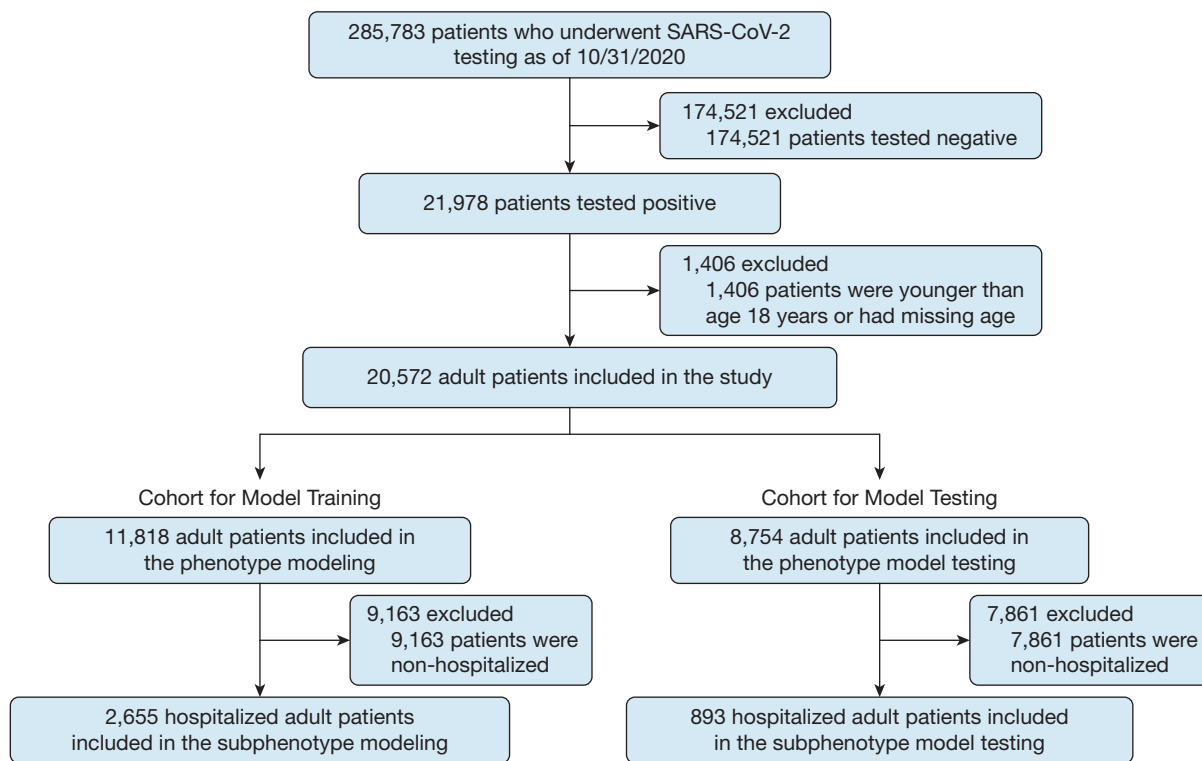 285,783 patients who underwent SARS-CoV-2
testing as of 10/31/2020
174,521 excluded
174,521 patients tested negative
21,978 patients tested positive
1,406 excluded
1,406 patients were younger than
age 18 years or had missing age
20,572 adult patients included in the study
Cohort for Model Training
11,818 adult patients included in
the phenotype modeling
9,163 excluded
9,163 patients were
non-hospitalized
2,655 hospitalized adult patients
included in the subphenotype modeling
Cohort for Model Testing
8,754 adult patients included in
the phenotype model testing
7,861 excluded
7,861 patients were
non-hospitalized
893 hospitalized adult patients included
in the subphenotype model testing